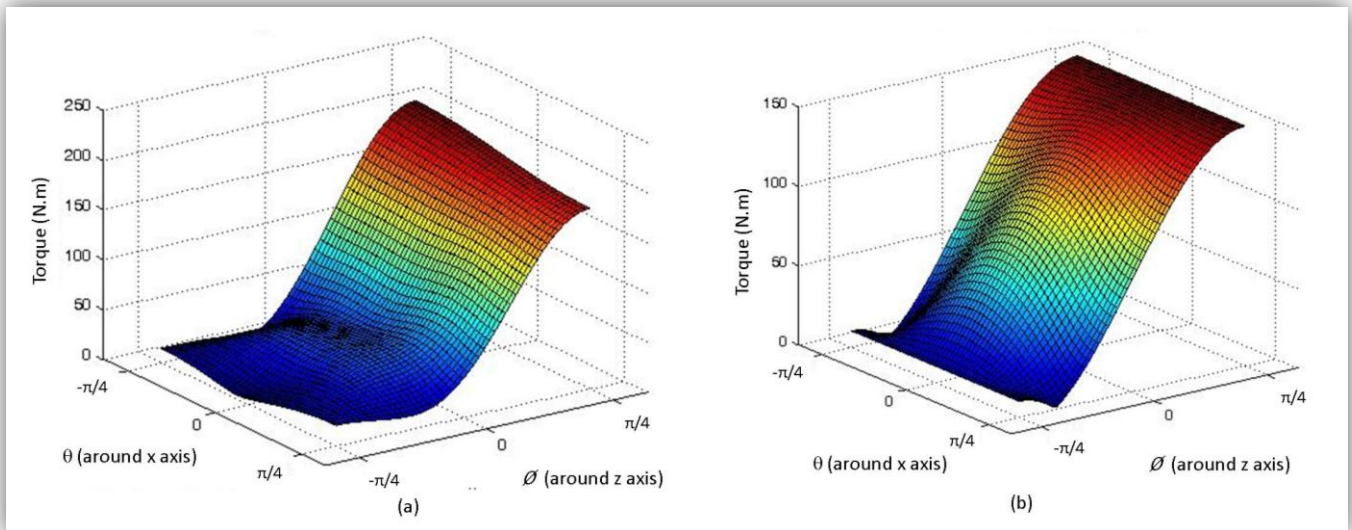 250
200
150
100
50
0
Torque (N.m)
-π/4
0
π/4
θ (around x axis)
-π/4
0
π/4
Ø (around z axis)
(a)
150
100
50
0
Torque (N.m)
-π/4
0
π/4
θ (around x axis)
-π/4
0
π/4
Ø (around z axis)
(b)